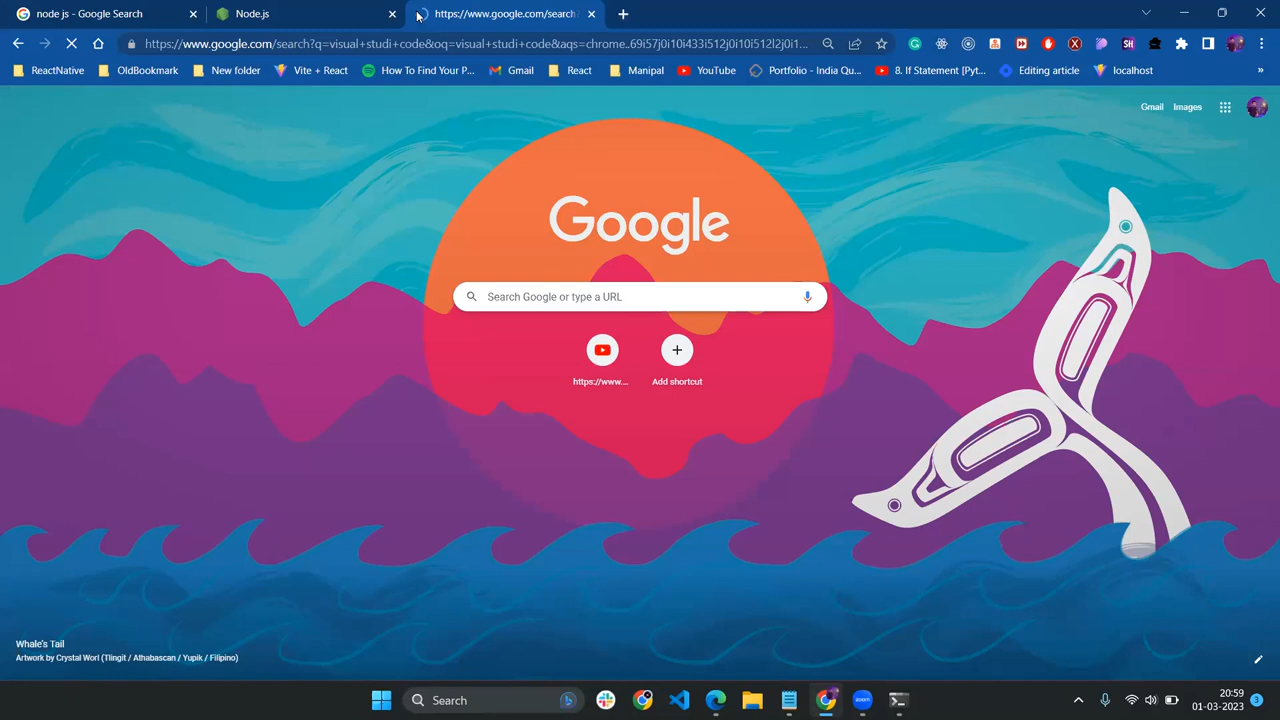 node js - Google Search
Node.js
https://www.google.com/search?
https://www.google.com/search?q=visual+studi+code&oq=visual+studi+code&aqs=chrome..69i57j0i10i433i512j0i10i512l2j0i1...
ReactNative
OldBookmark
New folder
Vite + React
How To Find Your P...
Gmail
React
Manipal
YouTube
Portfolio - India Qu...
8. If Statement [Pyt...
Editing article
localhost
»
Gmail
Images
Google
Search Google or type a URL
https://www....
Add shortcut
Whale's Tail
Artwork by Crystal Worl (Tlingit / Athabascan / Yupik / Filipino)
Search
zoom
20:59
01-03-2023
3